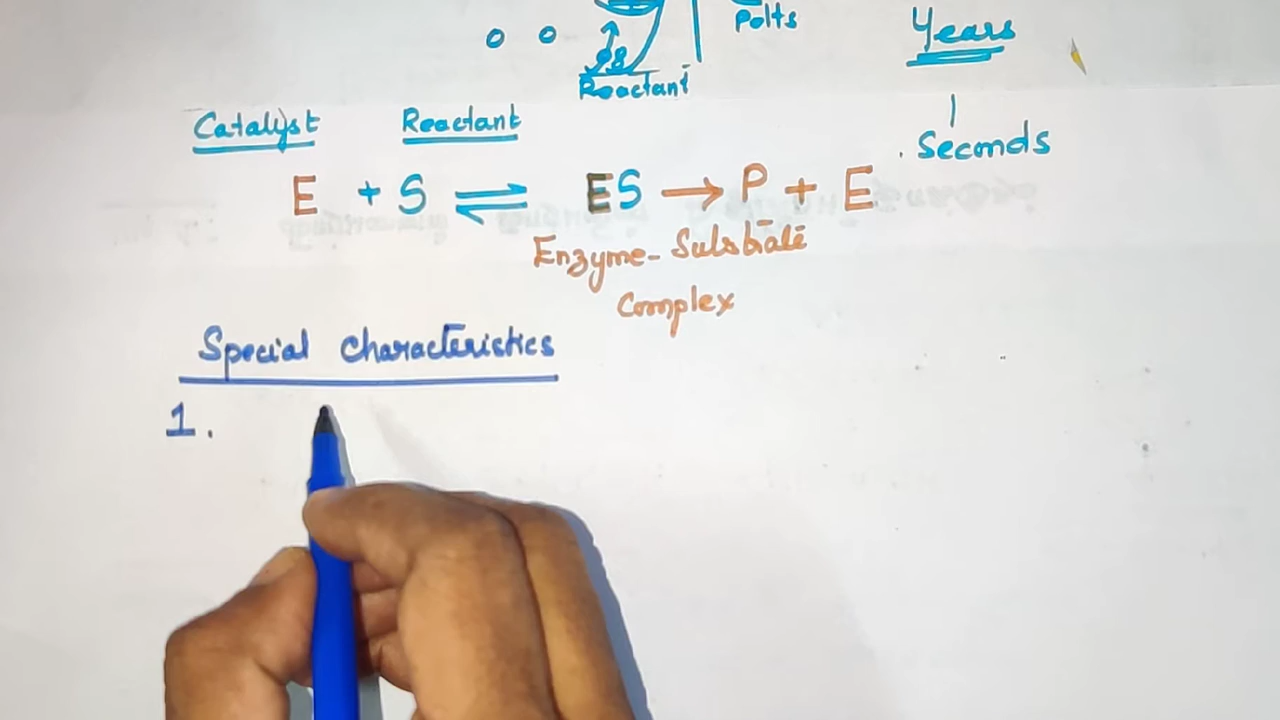 Polts
Years
Reactant
Catalyst Reactant
Seconds
E + S ⇌ ES → P + E
Enzyme-Substrate
Complex
Special characteristics
1.